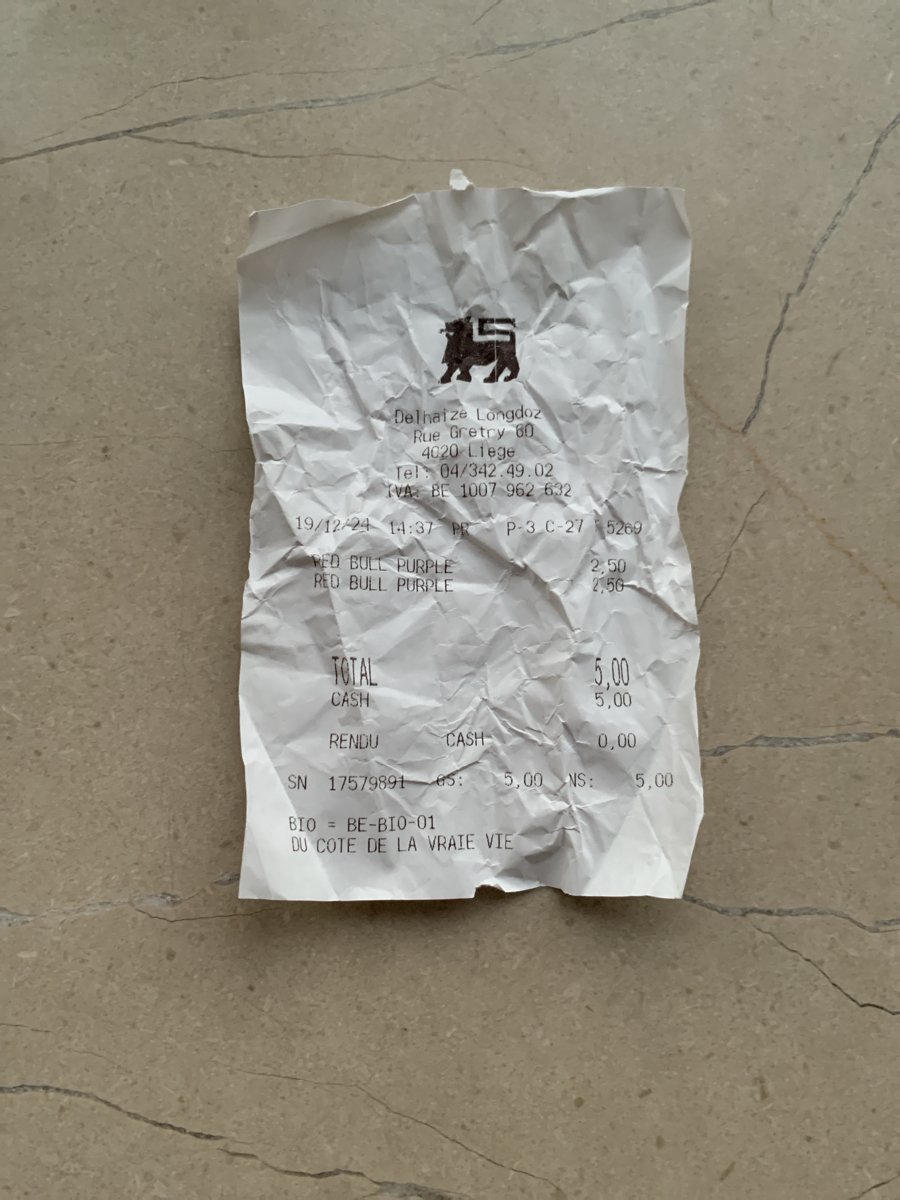 Delhaize Longdoz
Rue Gretry 60
4020 Liege
Tel: 04/342.49.02
TVA: BE 1007 962 632
19/12/24 14:37 PR P-3 C-27 5269
RED BULL PURPLE 2,50
RED BULL PURPLE 2,50
TOTAL 5,00
CASH 5,00
RENDU CASH 0,00
SN 17579891 GS: 5,00 NS: 5,00
BIO = BE-BIO-01
DU COTE DE LA VRAIE VIE